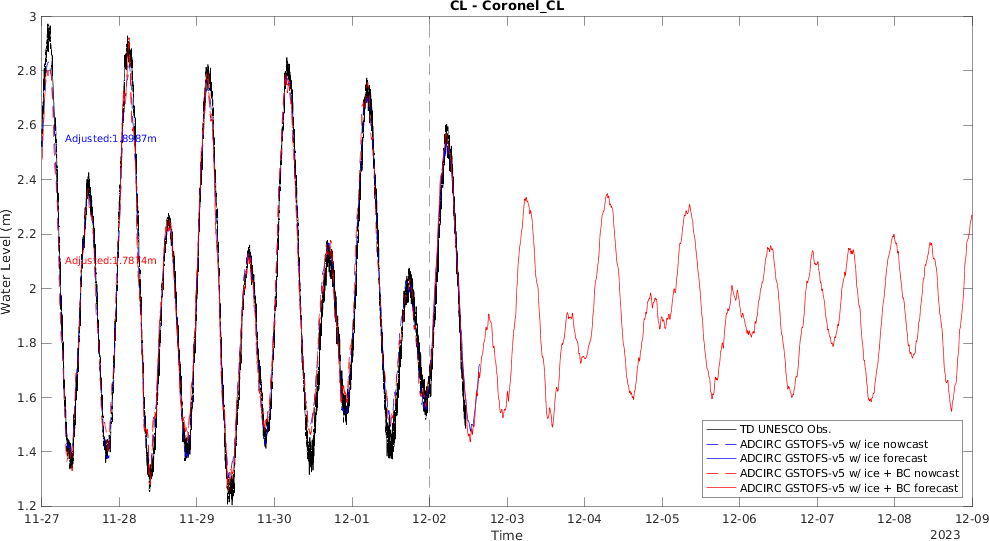 CL - Coronel_CL
3
2.8
2.6
2.4
2.2
2
1.8
1.6
1.4
1.2
Water Level (m)
Adjusted:1.8987m
Adjusted:1.7874m
TD UNESCO Obs.
ADCIRC GSTOFS-v5 w/ ice nowcast
ADCIRC GSTOFS-v5 w/ ice forecast
ADCIRC GSTOFS-v5 w/ ice + BC nowcast
ADCIRC GSTOFS-v5 w/ ice + BC forecast
11-27 11-28 11-29 11-30 12-01 12-02 12-03 12-04 12-05 12-06 12-07 12-08 12-09
Time
2023